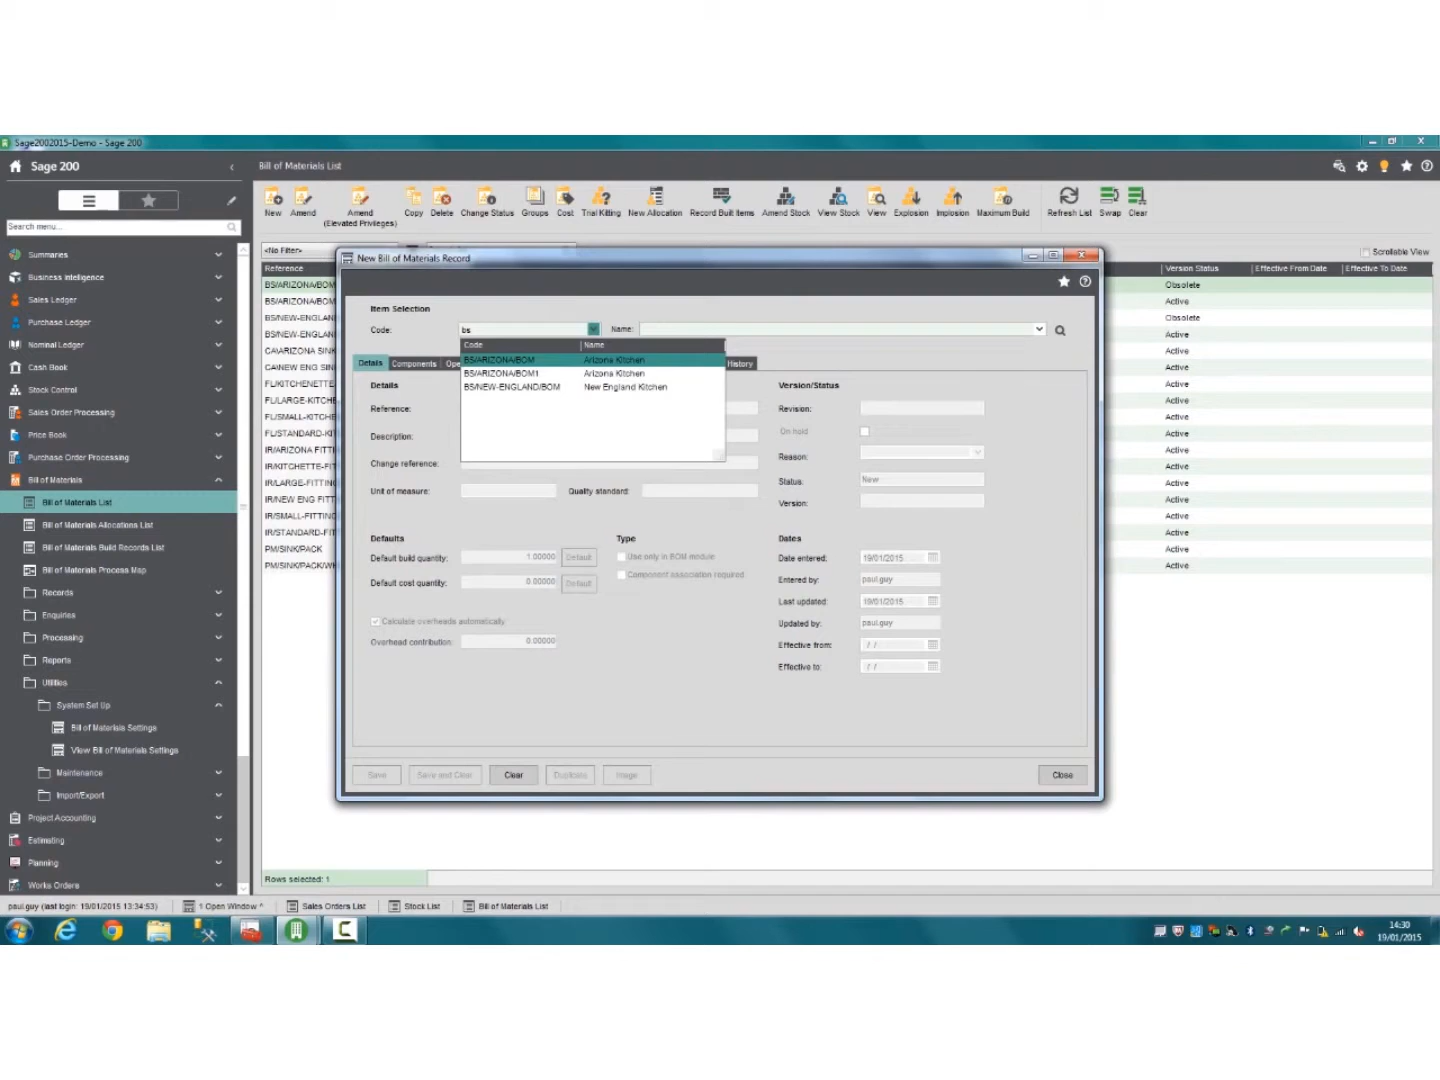 Sage2002015-Demo - Sage 200
Sage 200
Bill of Materials List
New
Amend
Amend
(Elevated Privileges)
Copy
Delete
Change Status
Groups
Cost
Trial Kitting
New Allocation
Record Built Items
Amend Stock
View Stock
View
Explosion
Implosion
Maximum Build
Refresh List
Swap
Clear
Search menu...
<No Filter>
Scrollable View
Reference
Version Status
Effective From Date
Effective To Date
BS/ARIZONA/BOM
Obsolete
BS/ARIZONA/BOM
Active
BS/NEW-ENGLAN
Obsolete
BS/NEW-ENGLAN
Active
CA/ARIZONA SINK
Active
CA/NEW ENG SIN
Active
FL/KITCHENETTE
Active
FL/LARGE-KITCHE
Active
FL/SMALL-KITCHE
Active
FL/STANDARD-KI
Active
IR/ARIZONA FITTI
Active
IR/KITCHETTE-FI
Active
IR/LARGE-FITTING
Active
IR/NEW ENG FITT
Active
IR/SMALL-FITTING
Active
IR/STANDARD-FIT
Active
PM/SINK/PACK
Active
PM/SINK/PACK/WH
Active
Summaries
Business Intelligence
Sales Ledger
Purchase Ledger
Nominal Ledger
Cash Book
Stock Control
Sales Order Processing
Price Book
Purchase Order Processing
Bill of Materials
Bill of Materials List
Bill of Materials Allocations List
Bill of Materials Build Records List
Bill of Materials Process Map
Records
Enquiries
Processing
Reports
Utilities
System Set Up
Bill of Materials Settings
View Bill of Materials Settings
Maintenance
Import/Export
Project Accounting
Estimating
Planning
Works Orders
New Bill of Materials Record
Item Selection
Code:
bs
Name:
Code
Name
BS/ARIZONA/BOM
Arizona Kitchen
BS/ARIZONA/BOM1
Arizona Kitchen
BS/NEW-ENGLAND/BOM
New England Kitchen
Details
Components
Ope
History
Details
Reference:
Description:
Change reference:
Unit of measure:
Quality standard:
Version/Status
Revision:
On hold
Reason:
Status:
New
Version:
Defaults
Default build quantity:
1.00000
Default
Default cost quantity:
0.00000
Default
Calculate overheads automatically
Overhead contribution:
0.00000
Type
Use only in BOM module
Component association required
Dates
Date entered:
19/01/2015
Entered by:
paul.guy
Last updated:
19/01/2015
Updated by:
paul.guy
Effective from:
/ /
Effective to:
/ /
Save
Save and Clear
Clear
Duplicate
Image
Close
Rows selected: 1
paul.guy (last login: 19/01/2015 13:34:53)
1 Open Window ^
Sales Orders List
Stock List
Bill of Materials List
14:30
19/01/2015